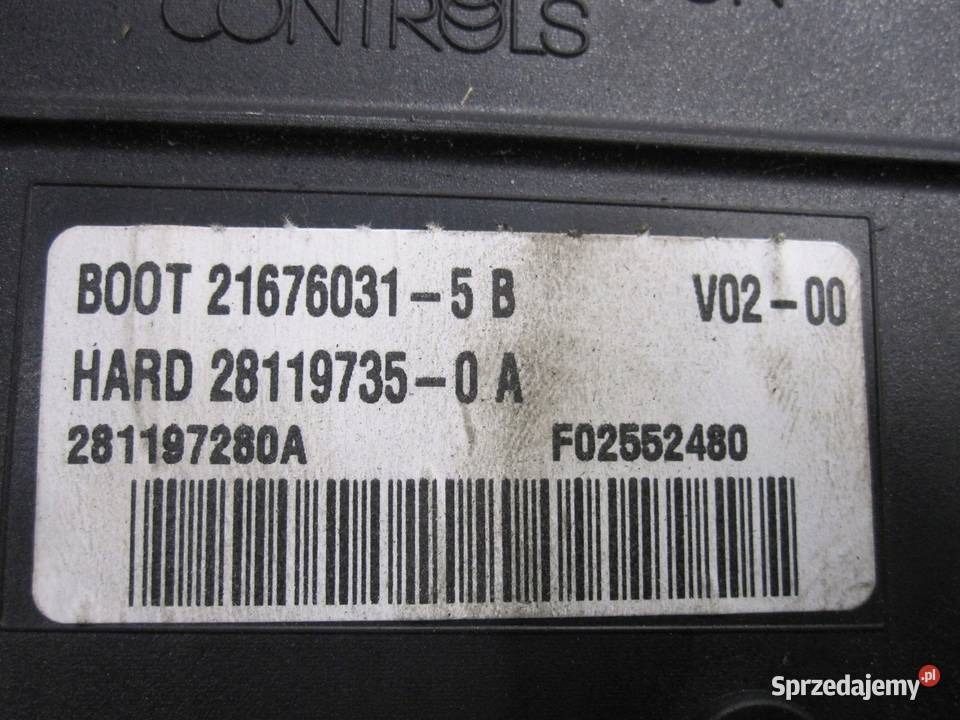 CONTROLS
BOOT 21676031-5 B V02-00
HARD 28119735-0 A
281197280A F02552480
Sprzedajemy.pl